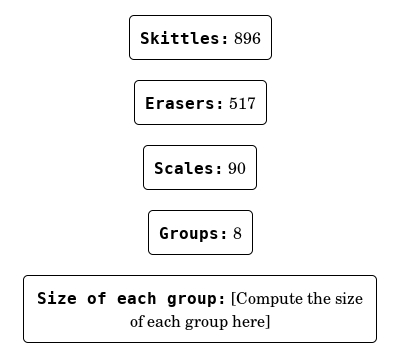 Skittles: 896
Erasers: 517
Scales: 90
Groups: 8
Size of each group: [Compute the size
of each group here]